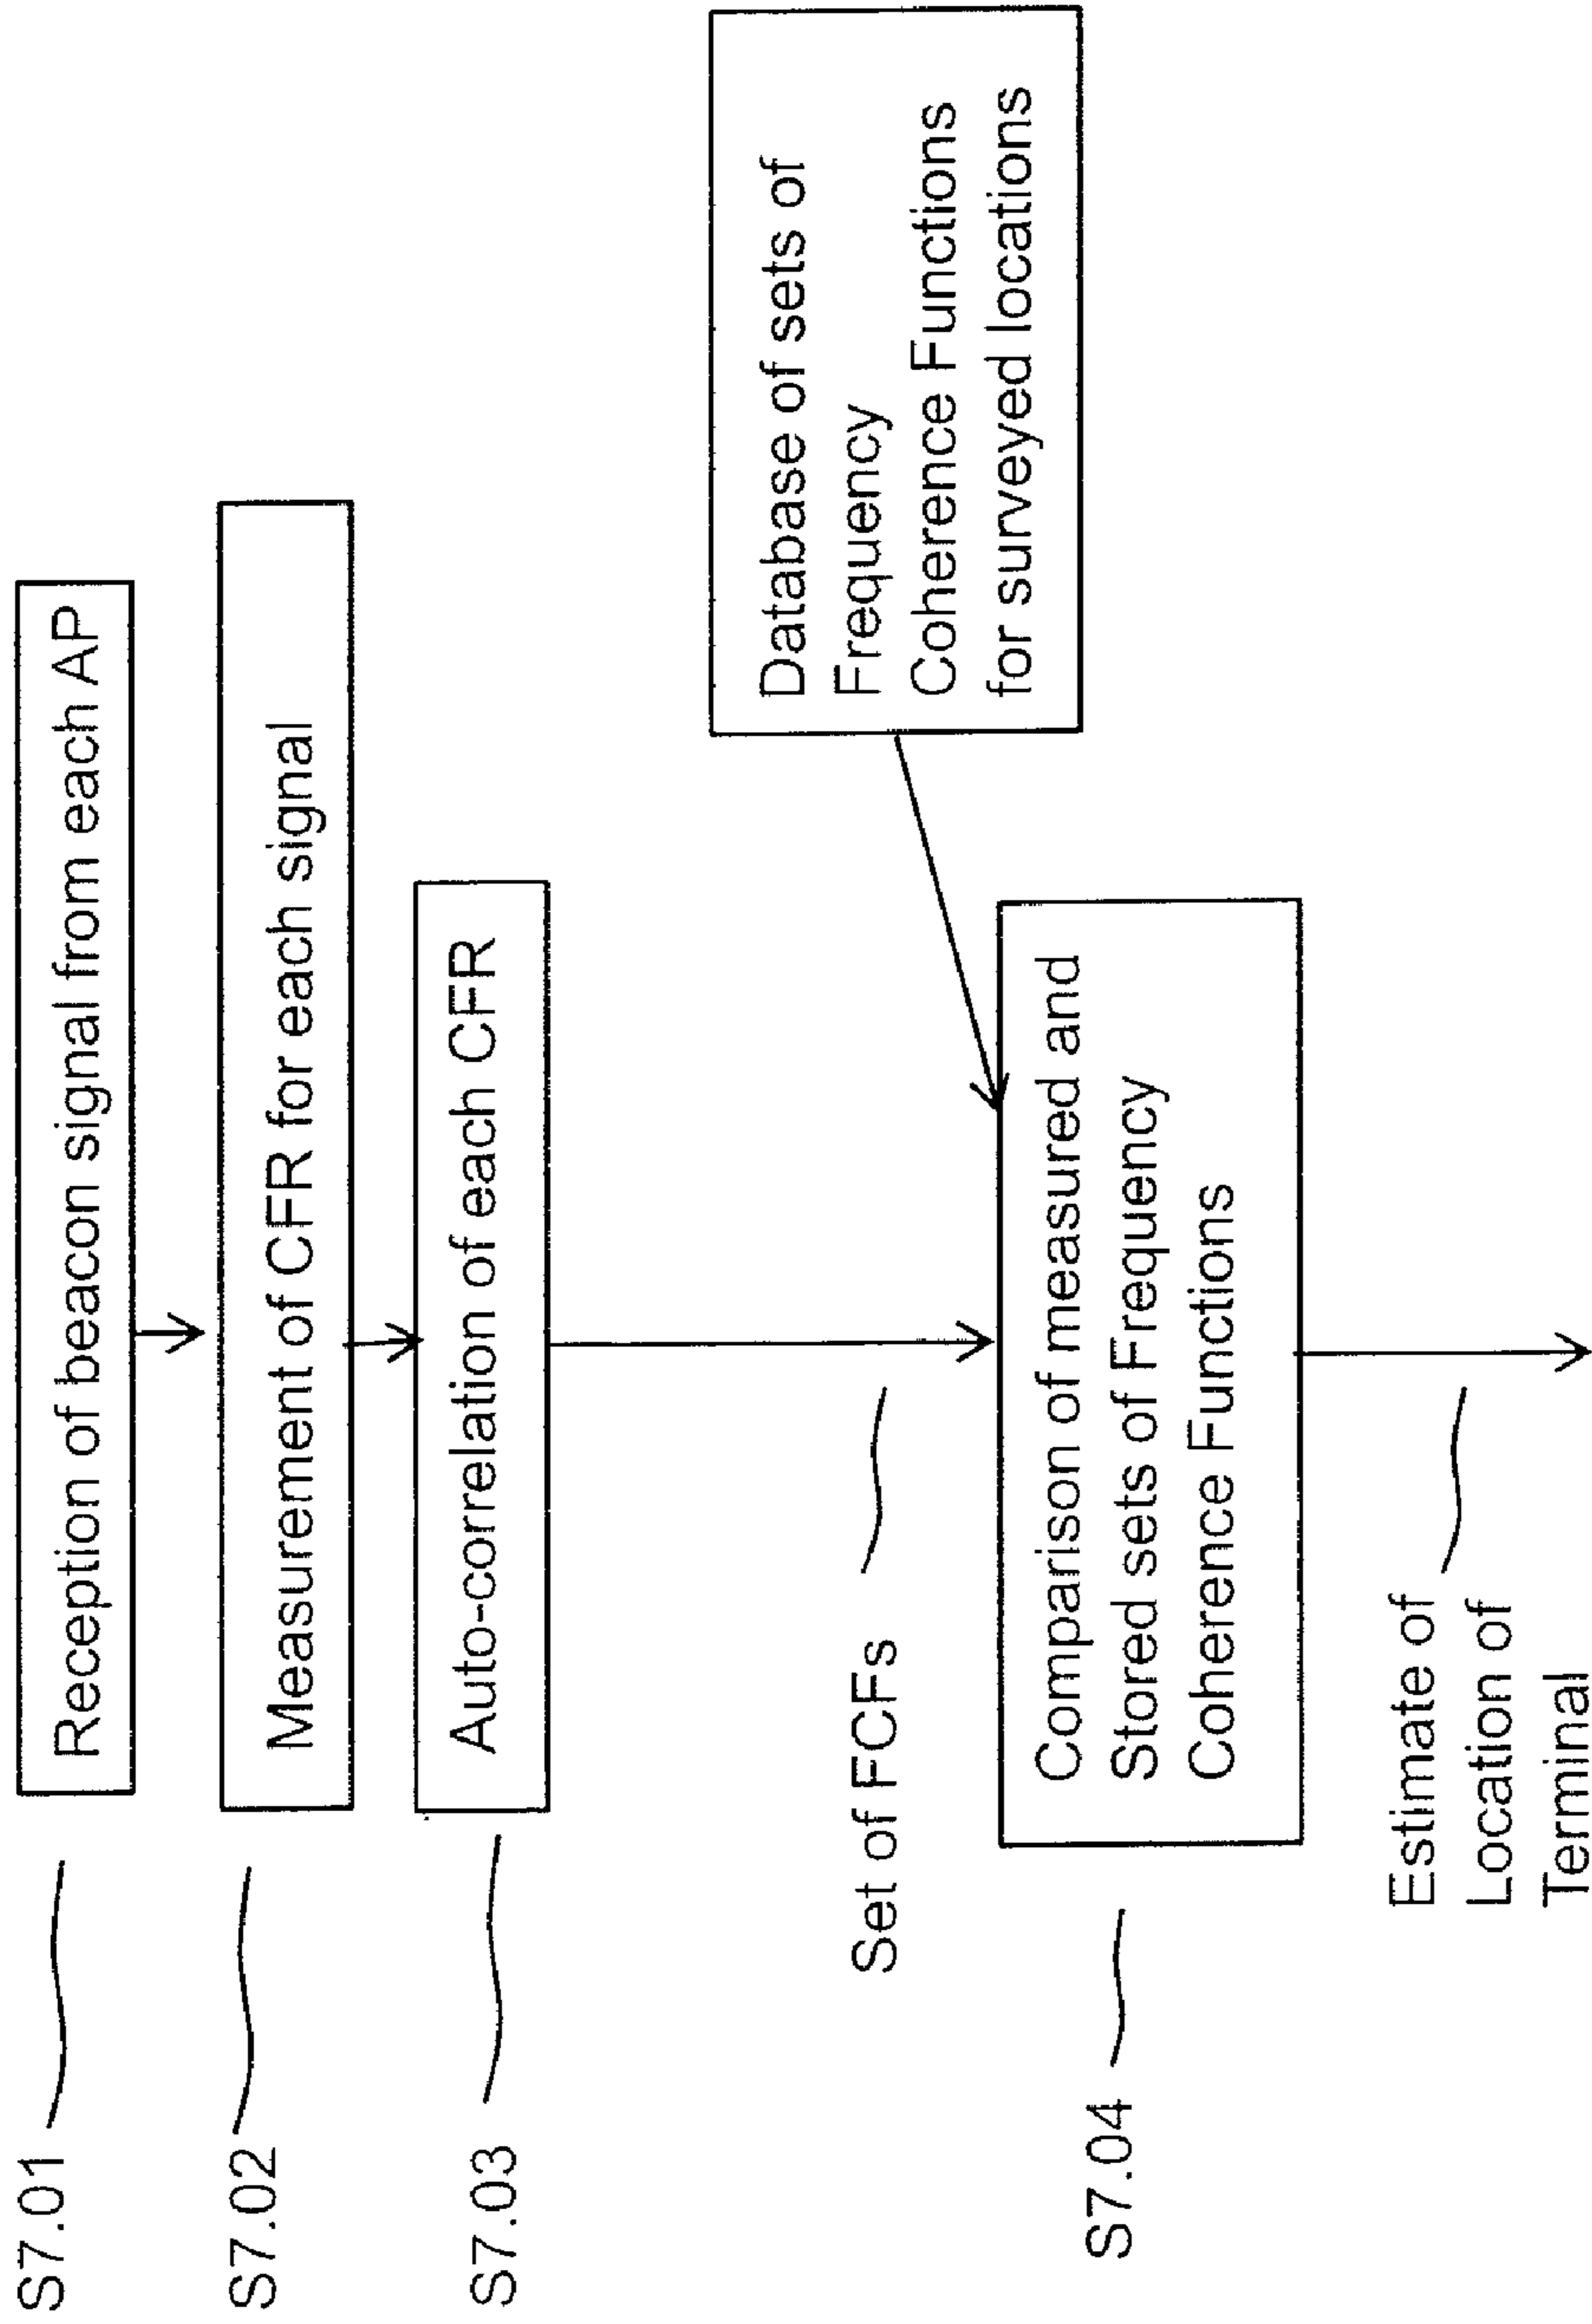 S7.01
Reception of beacon signal from each AP
S7.02
Measurement of CFR for each signal
S7.03
Auto-correlation of each CFR
Set of FCFs
Database of sets of
Frequency
Coherence Functions
for surveyed locations
S7.04
Comparison of measured and
Stored sets of Frequency
Coherence Functions
Estimate of
Location of
Terminal